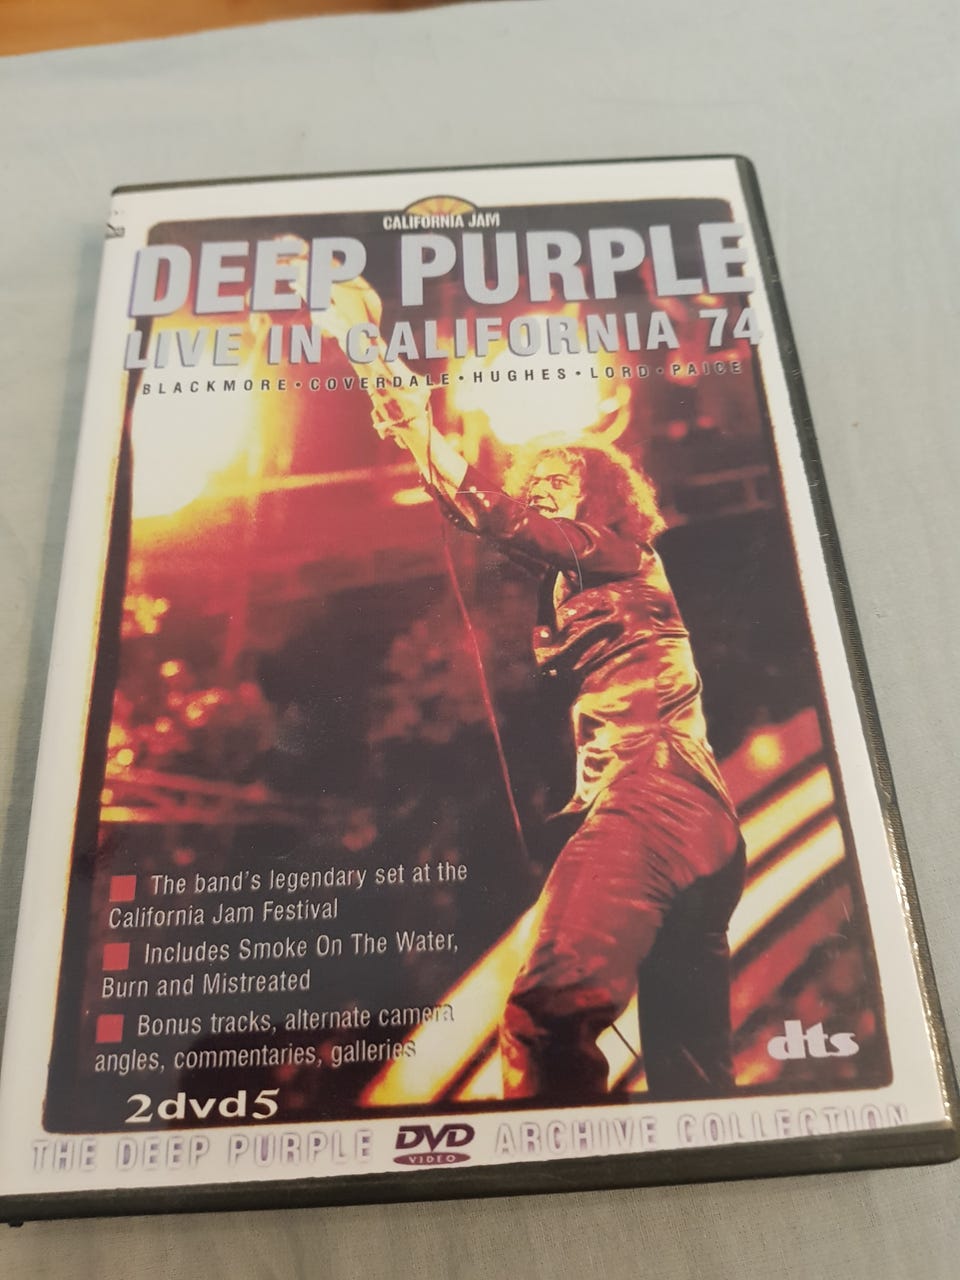 CALIFORNIA JAM
DEEP PURPLE
LIVE IN CALIFORNIA 74
BLACKMORE • COVERDALE • HUGHES • LORD • PAICE
The band's legendary set at the
California Jam Festival
Includes Smoke On The Water,
Burn and Mistreated
Bonus tracks, alternate camera
angles, commentaries, galleries
dts
2dvd5
THE DEEP PURPLE DVD VIDEO ARCHIVE COLLECTION